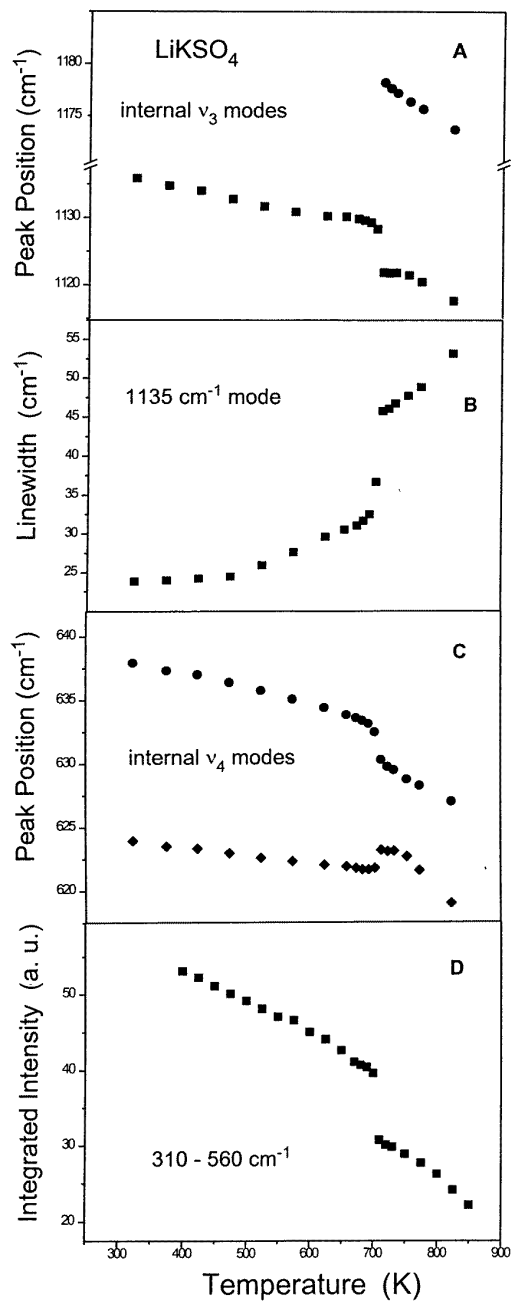 LiKSO4
A
internal ν3 modes
Peak Position (cm-1)
1180
1175
1130
1120
1135 cm-1 mode
B
Linewidth (cm-1)
55
50
45
40
35
30
25
C
internal ν4 modes
Peak Position (cm-1)
640
635
630
625
620
D
310 - 560 cm-1
Integrated Intensity (a. u.)
50
40
30
20
300 400 500 600 700 800 900
Temperature (K)